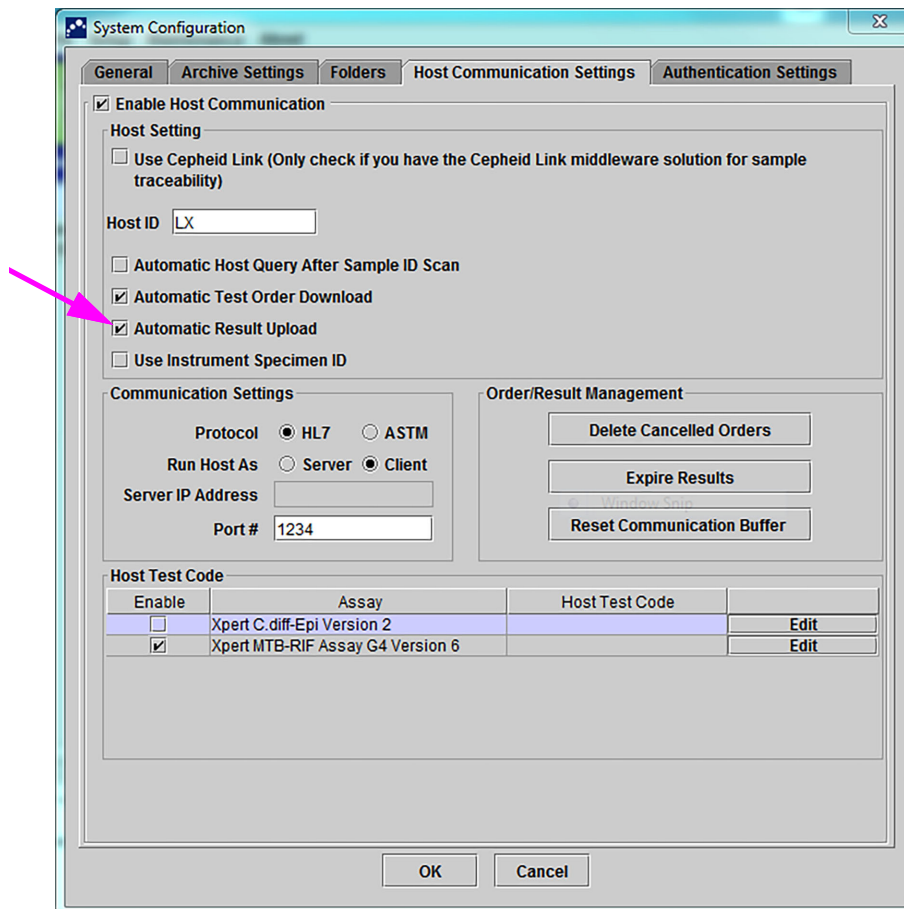 System Configuration
General Archive Settings Folders Host Communication Settings Authentication Settings
Enable Host Communication
Host Setting
Use Cepheid Link (Only check if you have the Cepheid Link middleware solution for sample
traceability)
Host ID LX
Automatic Host Query After Sample ID Scan
Automatic Test Order Download
Automatic Result Upload
Use Instrument Specimen ID
Communication Settings
Protocol HL7 ASTM
Run Host As Server Client
Server IP Address
Port # 1234
Order/Result Management
Delete Cancelled Orders
Expire Results
Window Snip
Reset Communication Buffer
Host Test Code
Enable Assay Host Test Code
Xpert C.diff-Epi Version 2 Edit
Xpert MTB-RIF Assay G4 Version 6 Edit
OK Cancel